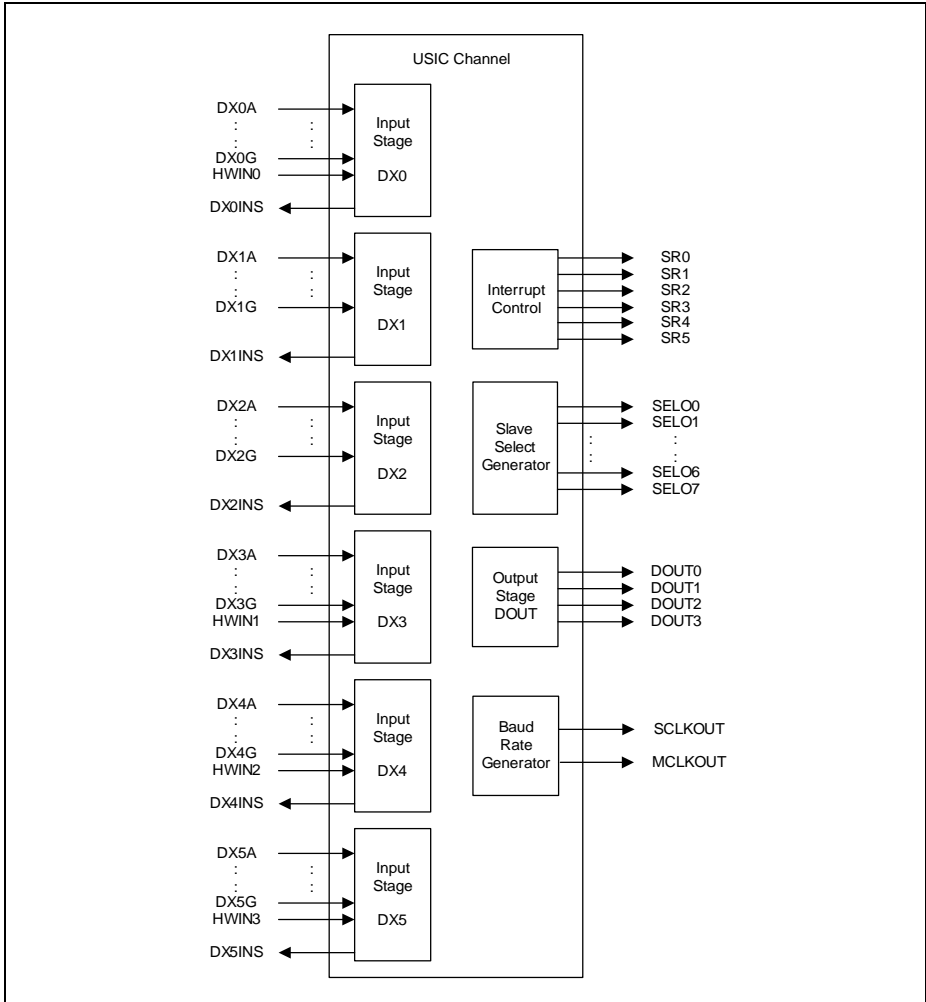 USIC Channel
DX0A
:
:
:
:
DX0G
HWIN0
DX0INS
Input
Stage
DX0
DX1A
:
:
:
:
DX1G
DX1INS
Input
Stage
DX1
DX2A
:
:
:
:
DX2G
DX2INS
Input
Stage
DX2
DX3A
:
:
:
:
DX3G
HWIN1
DX3INS
Input
Stage
DX3
DX4A
:
:
:
:
DX4G
HWIN2
DX4INS
Input
Stage
DX4
DX5A
:
:
:
:
DX5G
HWIN3
DX5INS
Input
Stage
DX5
Interrupt
Control
SR0
SR1
SR2
SR3
SR4
SR5
Slave
Select
Generator
SELO0
SELO1
:
:
:
:
SELO6
SELO7
Output
Stage
DOUT
DOUT0
DOUT1
DOUT2
DOUT3
Baud
Rate
Generator
SCLKOUT
MCLKOUT